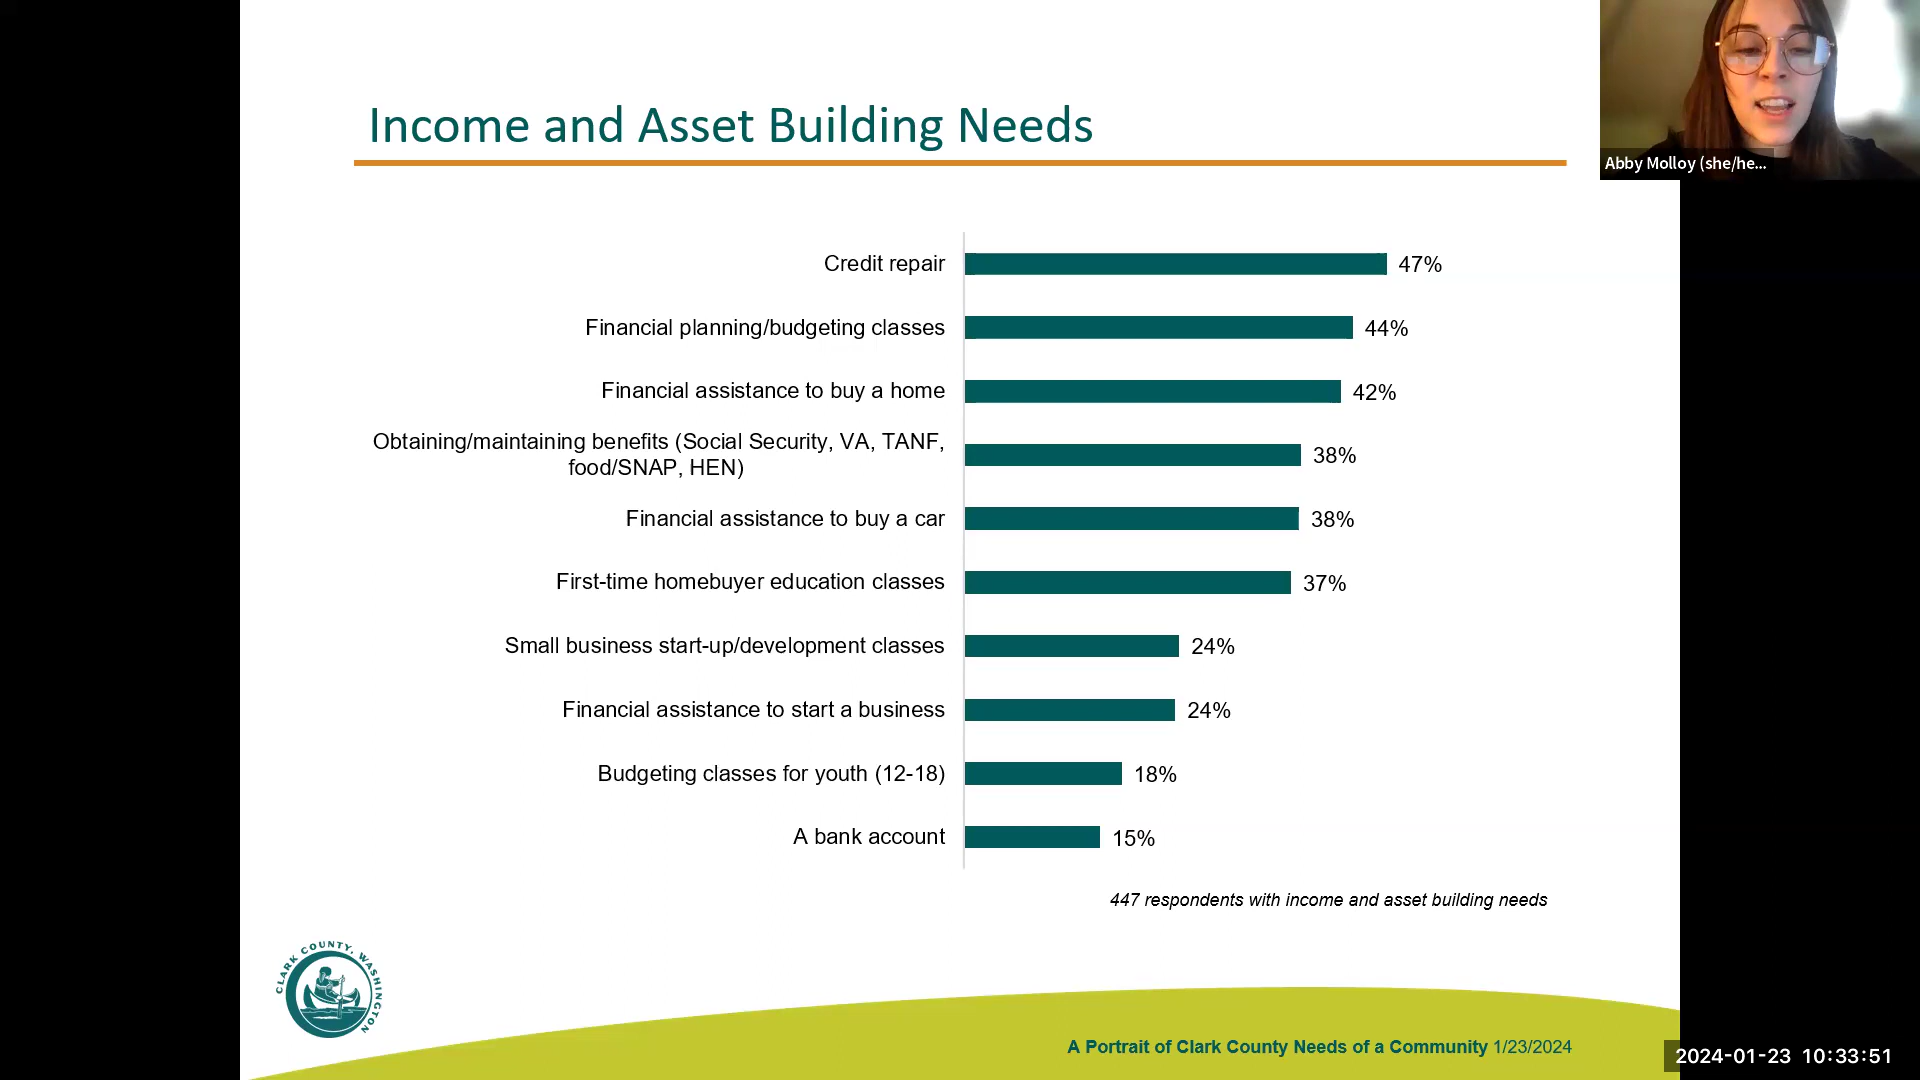 Income and Asset Building Needs
Abby Molloy (she/he...
Credit repair
47%
Financial planning/budgeting classes
44%
Financial assistance to buy a home
42%
Obtaining/maintaining benefits (Social Security, VA, TANF,
food/SNAP, HEN)
38%
Financial assistance to buy a car
38%
First-time homebuyer education classes
37%
Small business start-up/development classes
24%
Financial assistance to start a business
24%
Budgeting classes for youth (12-18)
18%
A bank account
15%
447 respondents with income and asset building needs
CLARK COUNTY, WASHINGTON
A Portrait of Clark County Needs of a Community 1/23/2024
2024-01-23 10:33:51